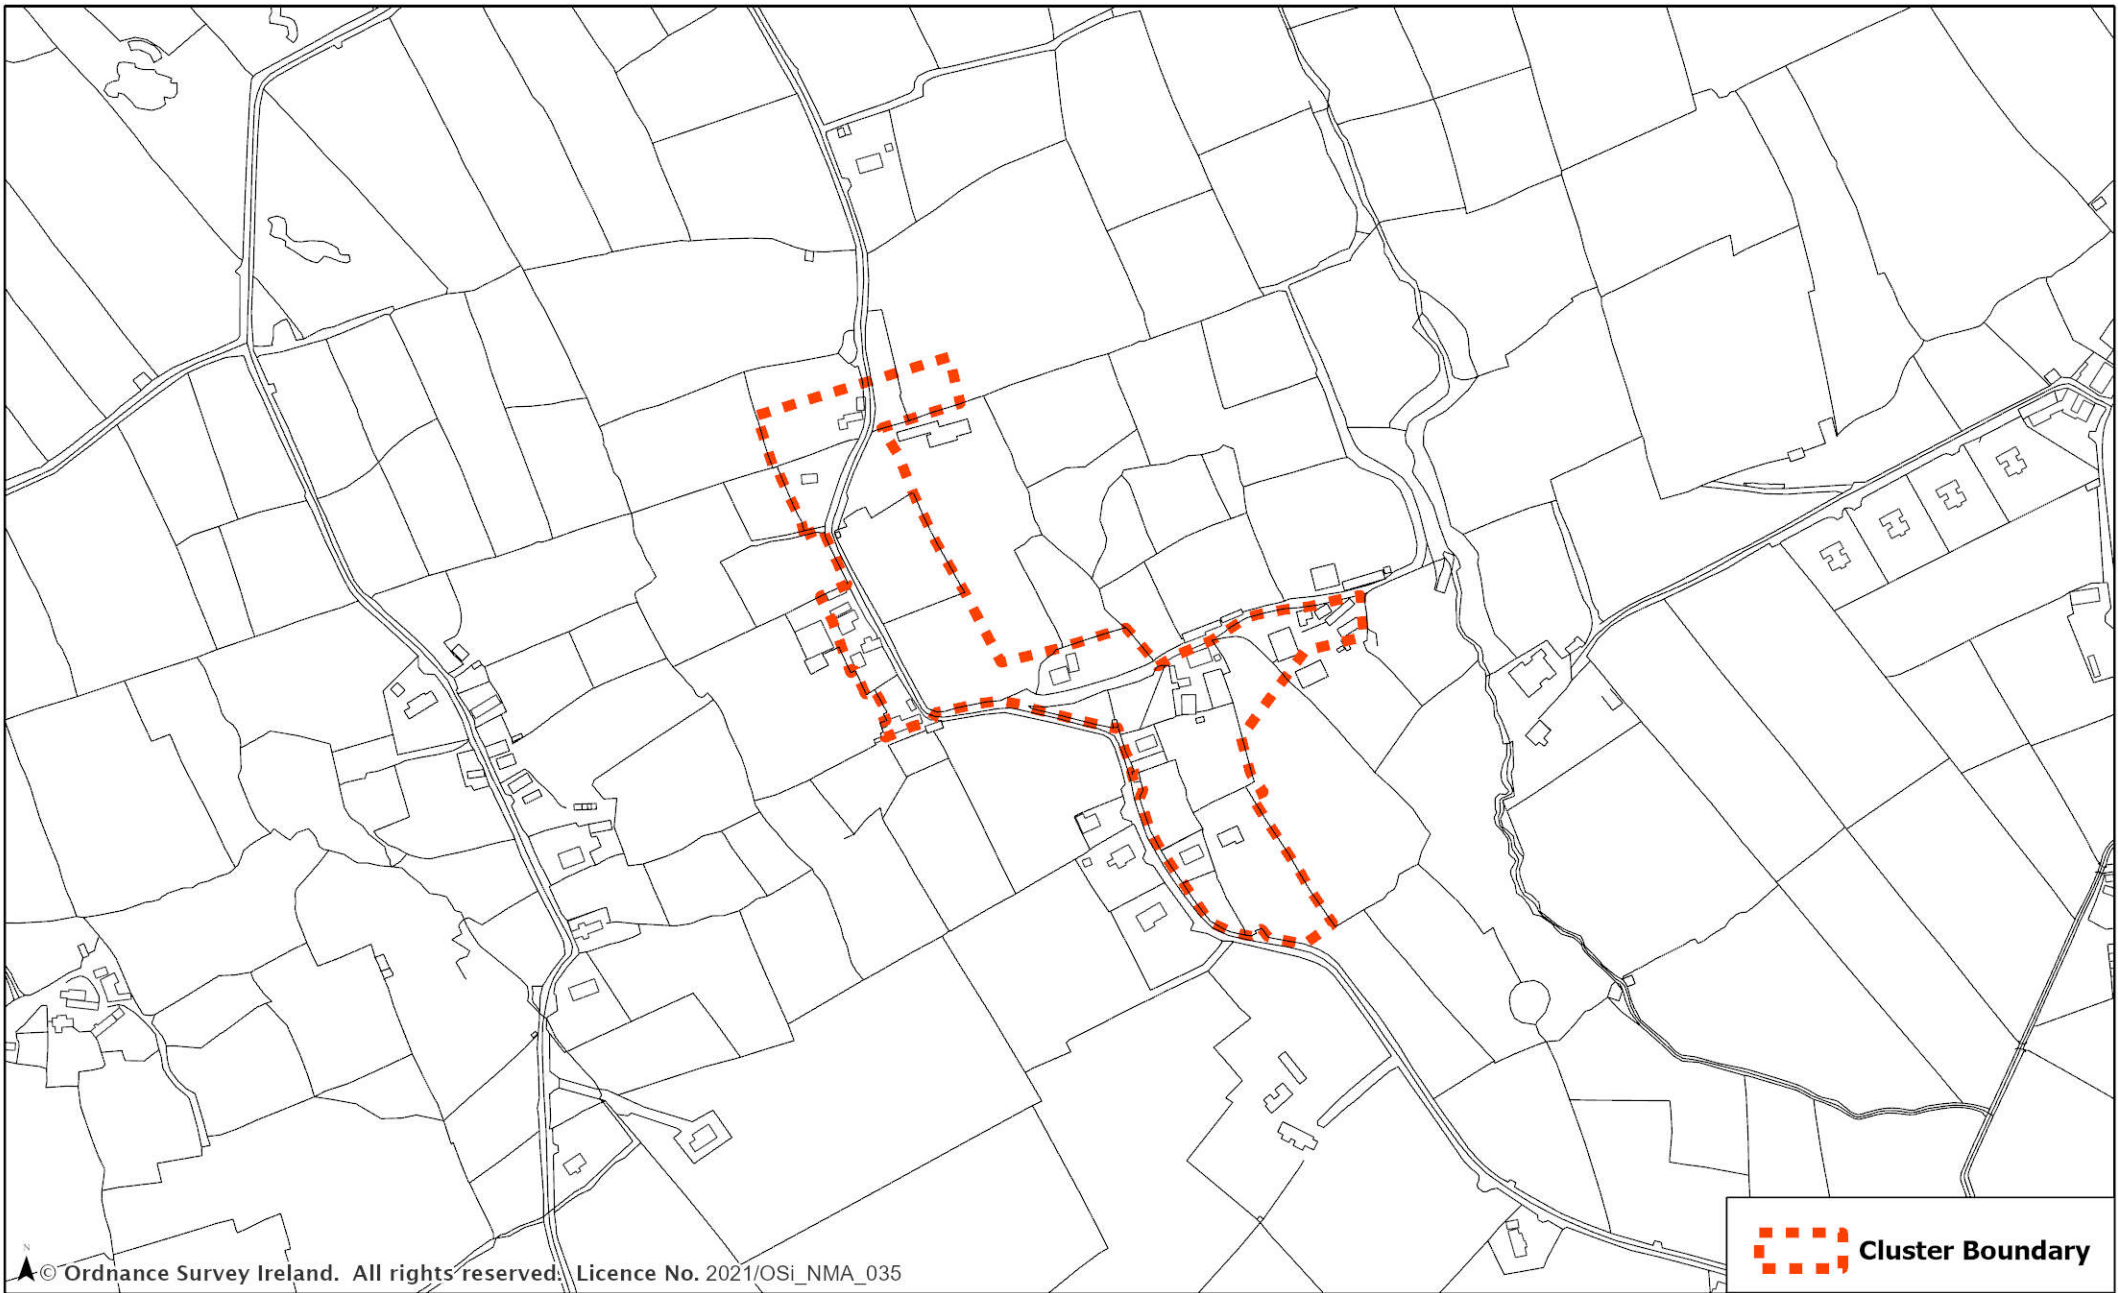 Cluster Boundary
N
© Ordnance Survey Ireland. All rights reserved. Licence No. 2021/OSi_NMA_035